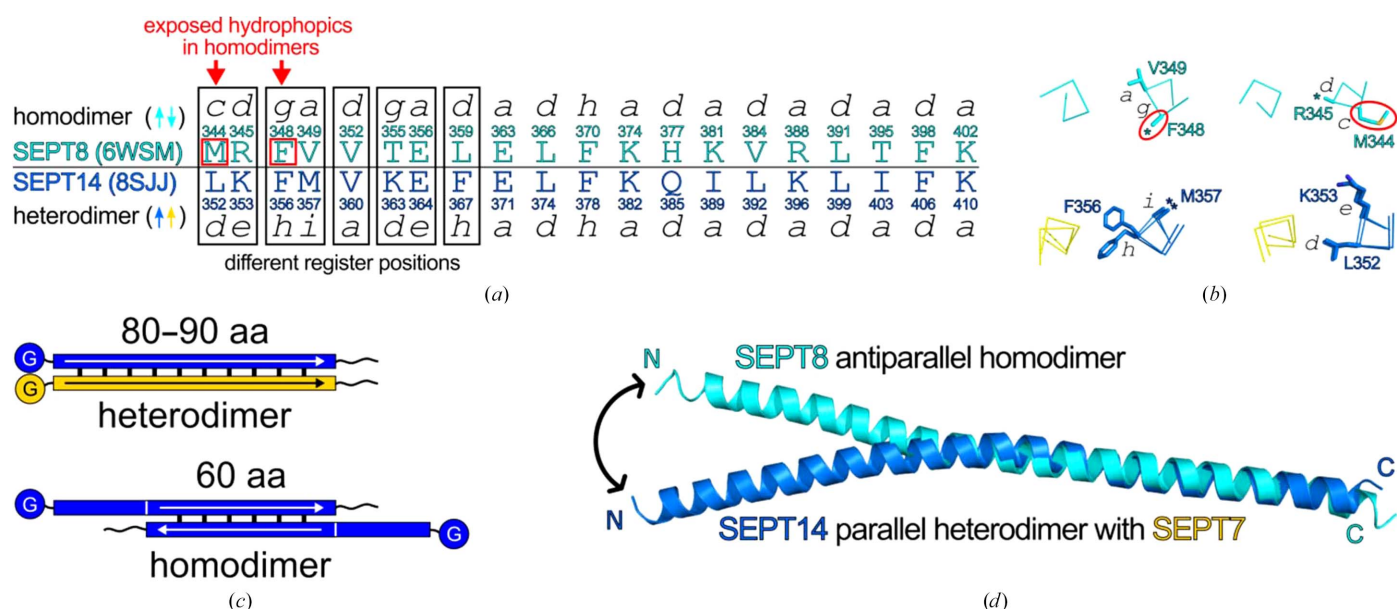 exposed hydrophopics
in homodimers
c d g a d g a d a d h a d a d a d a d a
homodimer (↑↓)
344 345 348 349 352 355 356 359 363 366 370 374 377 381 384 388 391 395 398 402
SEPT8 (6WSM) M R F V V T E L E L F K H K V R L T F K
SEPT14 (8SJJ) L K F M V K E F E L F K Q I L K L I F K
352 353 356 357 360 363 364 367 371 374 378 382 385 389 392 396 399 403 406 410
heterodimer (↑↑) d e h i a d e h a d a d a d a d a d a d
different register positions
(a)
V349
a
g
* F348
d
* R345
c
M344
F356
i
** M357
h
K353
e
d
L352
(b)
80–90 aa
G
G
heterodimer
60 aa
G
G
homodimer
(c)
N
SEPT8 antiparallel homodimer
N
SEPT14 parallel heterodimer with SEPT7
C
C
(d)